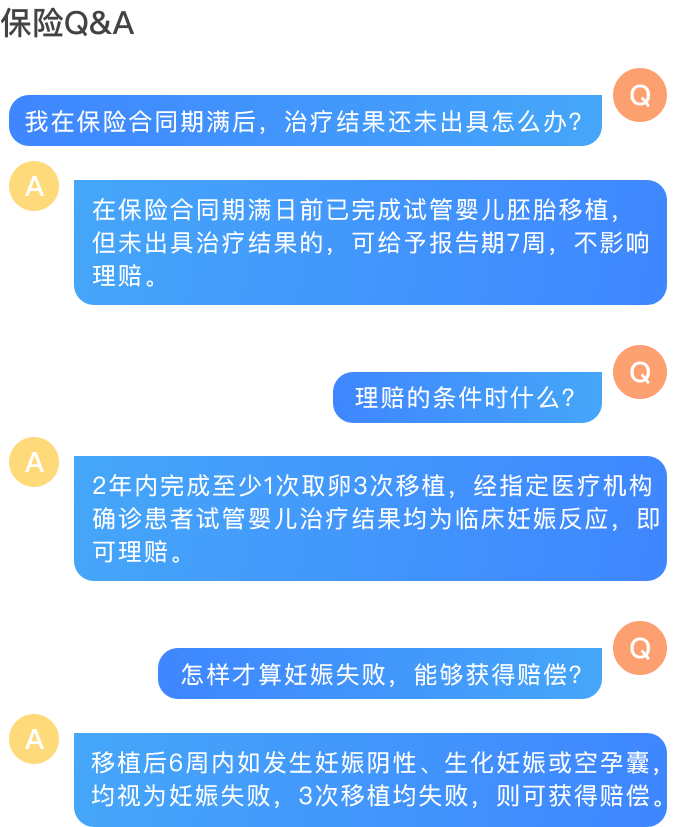 保险Q&A
Q
我在保险合同期满后，治疗结果还未出具怎么办?
A
在保险合同期满日前已完成试管婴儿胚胎移植，
但未出具治疗结果的，可给予报告期7周，不影响
理赔。
Q
理赔的条件时什么?
A
2年内完成至少1次取卵3次移植，经指定医疗机构
确诊患者试管婴儿治疗结果均为临床妊娠反应，即
可理赔。
Q
怎样才算妊娠失败，能够获得赔偿?
A
移植后6周内如发生妊娠阴性、生化妊娠或空孕囊，
均视为妊娠失败，3次移植均失败，则可获得赔偿。